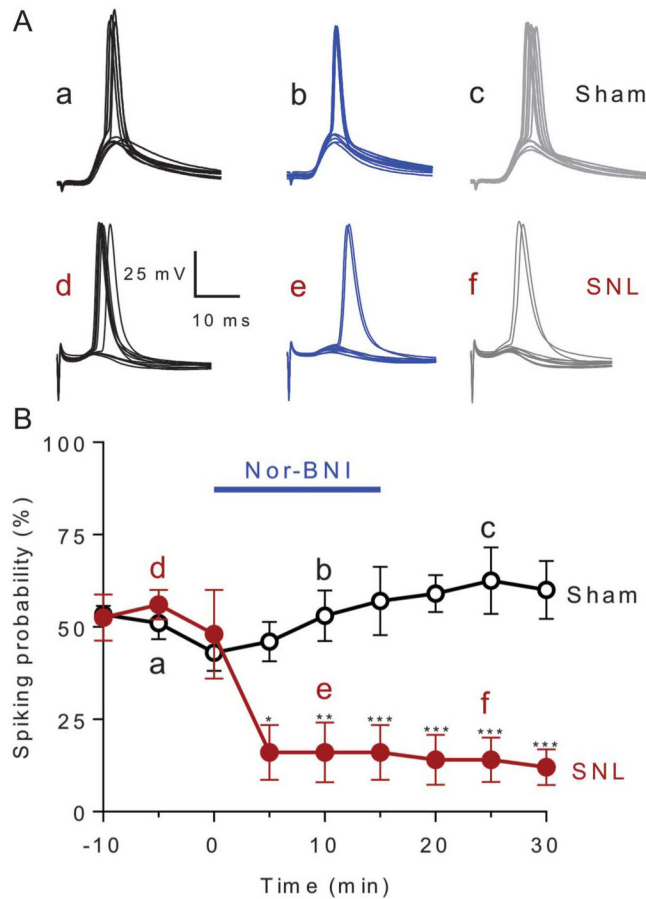 A
a
b
c
Sham
d
25 mV
10 ms
e
f
SNL
B
100
75
50
25
0
Spiking probability (%)
Nor-BNI
d
a
b
c
Sham
e
f
* ** *** *** *** ***
SNL
-10 0 10 20 30
Time (min)